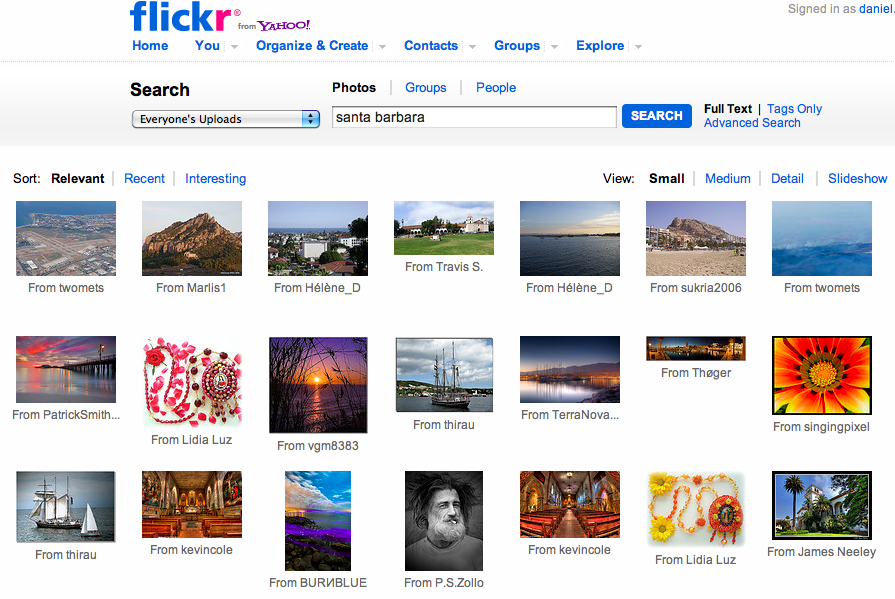 flickr® from YAHOO!
Signed in as daniel.
Home You Organize & Create Contacts Groups Explore
Search
Photos Groups People
Everyone's Uploads
santa barbara
SEARCH
Full Text | Tags Only
Advanced Search
Sort: Relevant Recent Interesting
View: Small Medium Detail Slideshow
From twomets From Marlis1 From Hélène_D From Travis S. From Hélène_D From sukria2006 From twomets
From PatrickSmith... From Lidia Luz From vgm8383 From thirau From TerraNova... From Thøger From singingpixel
From thirau From kevincole From BURИBLUE From P.S.Zollo From kevincole From Lidia Luz From James Neeley